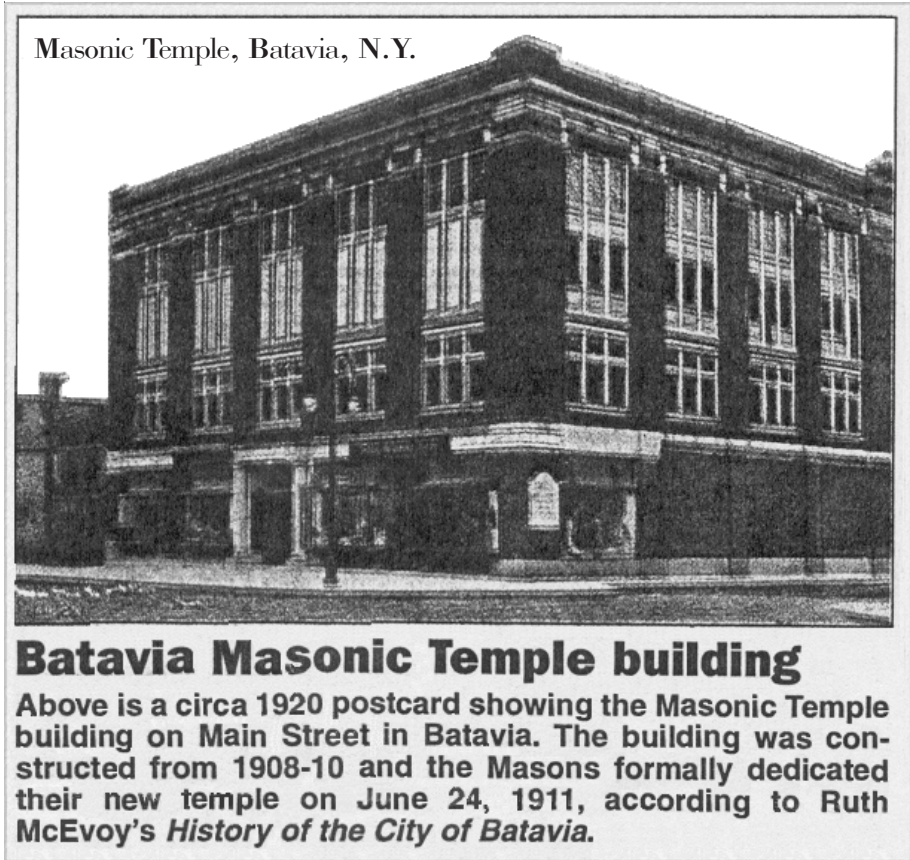 Masonic Temple, Batavia, N.Y.
Batavia Masonic Temple building
Above is a circa 1920 postcard showing the Masonic Temple
building on Main Street in Batavia. The building was con-
structed from 1908-10 and the Masons formally dedicated
their new temple on June 24, 1911, according to Ruth
McEvoy's History of the City of Batavia.